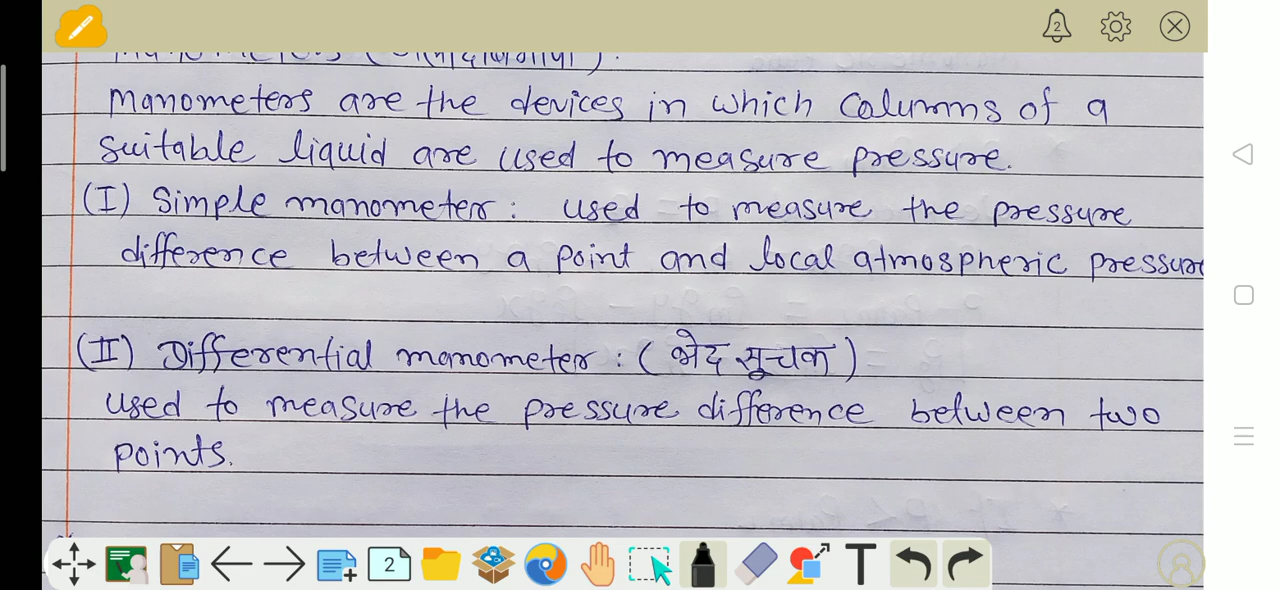 Manometers are the devices in which columns of a
suitable liquid are used to measure pressure.
(I) Simple manometer : used to measure the pressure
difference between a point and local atmospheric pressure
(II) Differential manometer : (भेद सूचक)
used to measure the pressure difference between two
points.
2
2
T